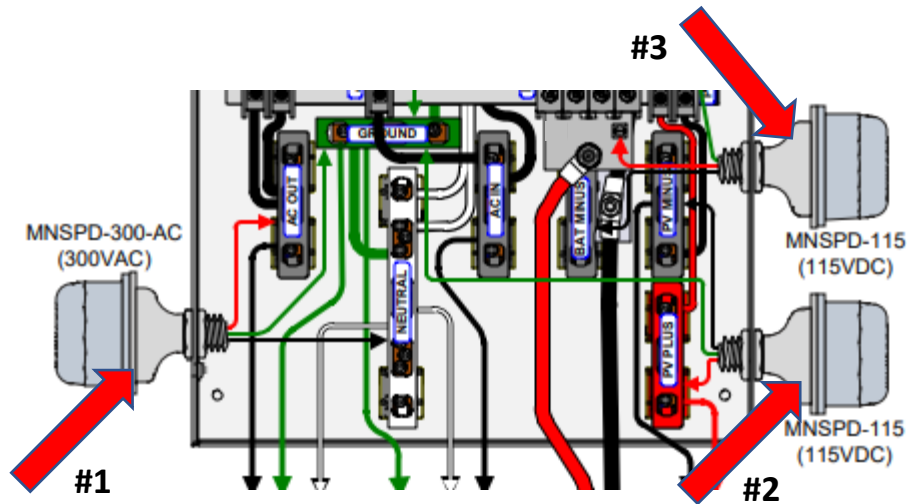 #3
GROUND
AC OUT
AC IN
BAT MINUS
PV MINUS
MNSPD-300-AC
(300VAC)
MNSPD-115
(115VDC)
NEUTRAL
PV PLUS
MNSPD-115
(115VDC)
#1
#2